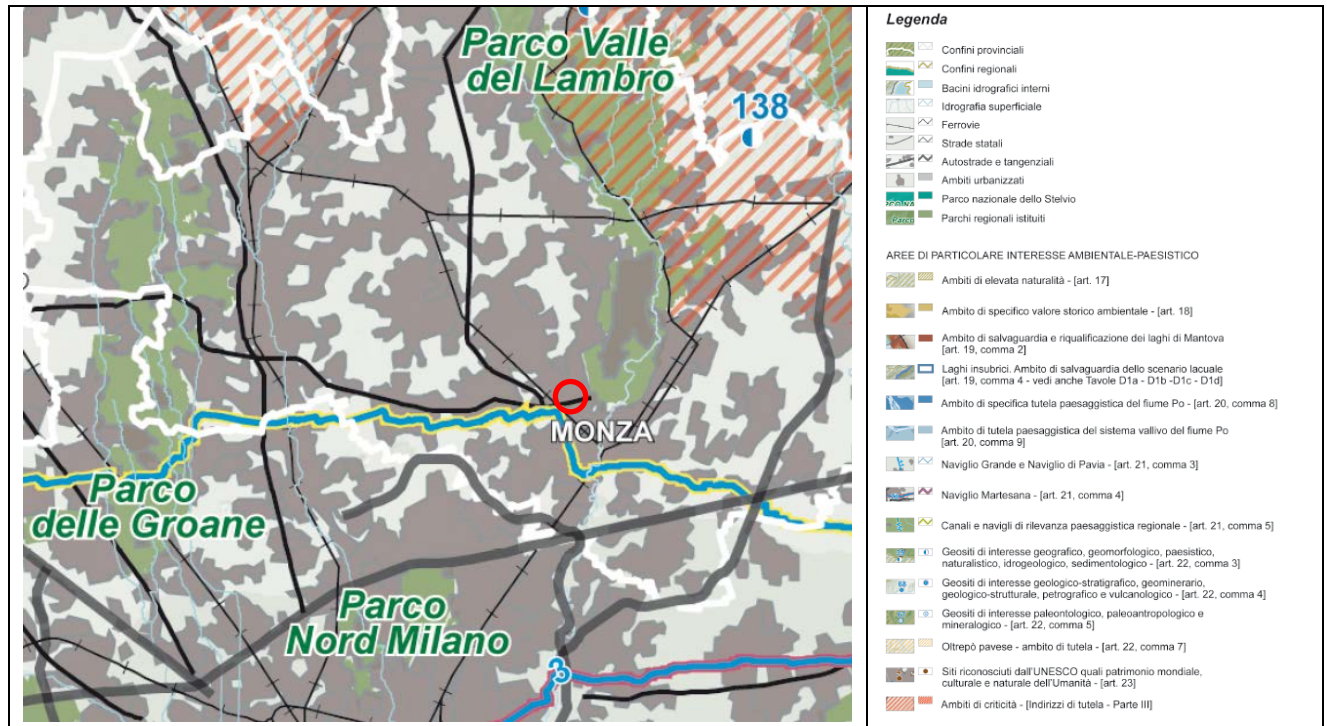 Parco Valle
del Lambro
138
MONZA
Parco
delle Groane
Parco
Nord Milano
3
Legenda
Confini provinciali
Confini regionali
Bacini idrografici interni
Idrografia superficiale
Ferrovie
Strade statali
Autostrade e tangenziali
Ambiti urbanizzati
Parco nazionale dello Stelvio
Parchi regionali istituiti
AREE DI PARTICOLARE INTERESSE AMBIENTALE-PAESISTICO
Ambiti di elevata naturalità - [art. 17]
Ambito di specifico valore storico ambientale - [art. 18]
Ambito di salvaguardia e riqualificazione dei laghi di Mantova
[art. 19, comma 2]
Laghi insubrici. Ambito di salvaguardia dello scenario lacuale
[art. 19, comma 4 - vedi anche Tavole D1a - D1b -D1c - D1d]
Ambito di specifica tutela paesaggistica del fiume Po - [art. 20, comma 8]
Ambito di tutela paesaggistica del sistema vallivo del fiume Po
[art. 20, comma 9]
Naviglio Grande e Naviglio di Pavia - [art. 21, comma 3]
Naviglio Martesana - [art. 21, comma 4]
Canali e navigli di rilevanza paesaggistica regionale - [art. 21, comma 5]
Geositi di interesse geografico, geomorfologico, paesistico,
naturalistico, idrogeologico, sedimentologico - [art. 22, comma 3]
Geositi di interesse geologico-stratigrafico, geominerario,
geologico-strutturale, petrografico e vulcanologico - [art. 22, comma 4]
Geositi di interesse paleontologico, paleoantropologico e
mineralogico - [art. 22, comma 5]
Oltrepò pavese - ambito di tutela - [art. 22, comma 7]
Siti riconosciuti dall'UNESCO quali patrimonio mondiale,
culturale e naturale dell'Umanità - [art. 23]
Ambiti di criticità - [Indirizzi di tutela - Parte III]